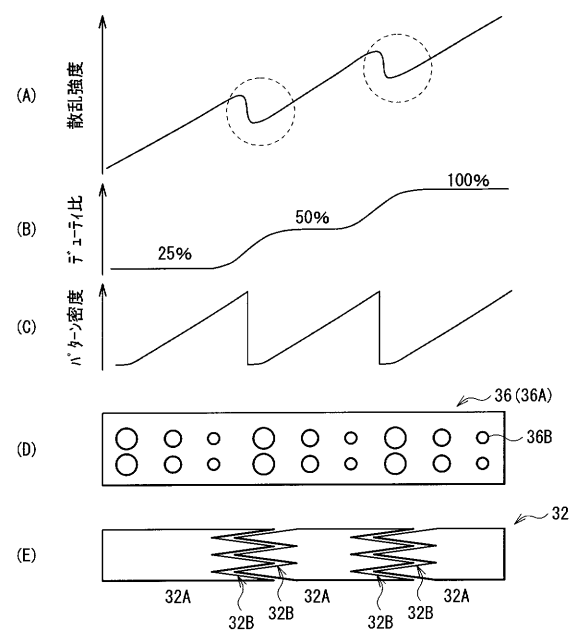 (A)
散乱強度
(B)
デューティ比
25%
50%
100%
(C)
パターン密度
(D)
36(36A)
36B
(E)
32
32A
32B
32B
32A
32B
32B
32A